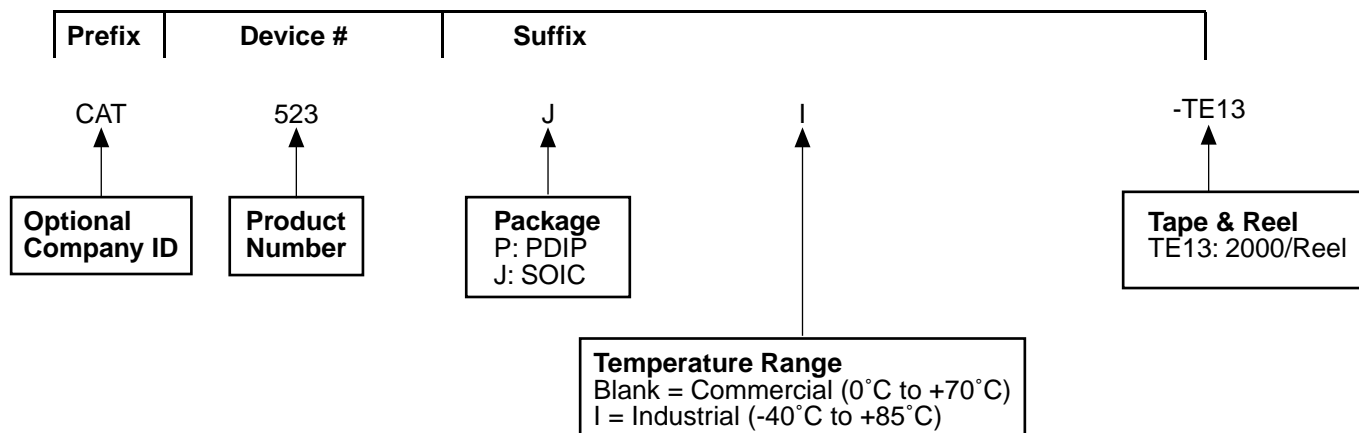 Prefix Device # Suffix
CAT 523 J I -TE13
Optional
Company ID
Product
Number
Package
P: PDIP
J: SOIC
Tape & Reel
TE13: 2000/Reel
Temperature Range
Blank = Commercial (0˚C to +70˚C)
I = Industrial (-40˚C to +85˚C)